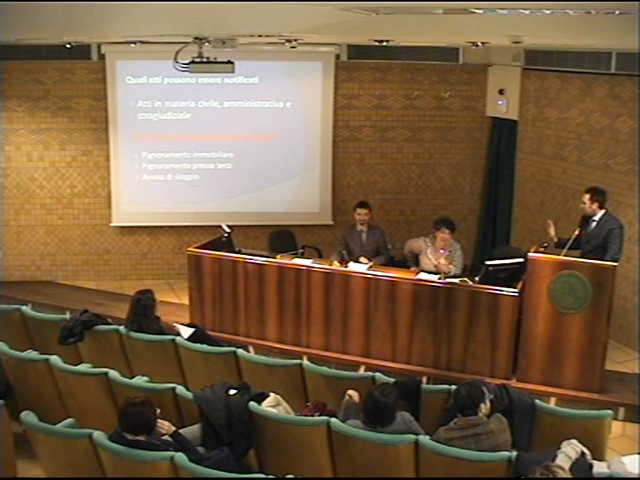 Quali atti possono essere notificati
Atti in materia civile, amministrativa e
stragiudiziale
Pignoramento immobiliare
Pignoramento presso terzi
Avviso di sloggio